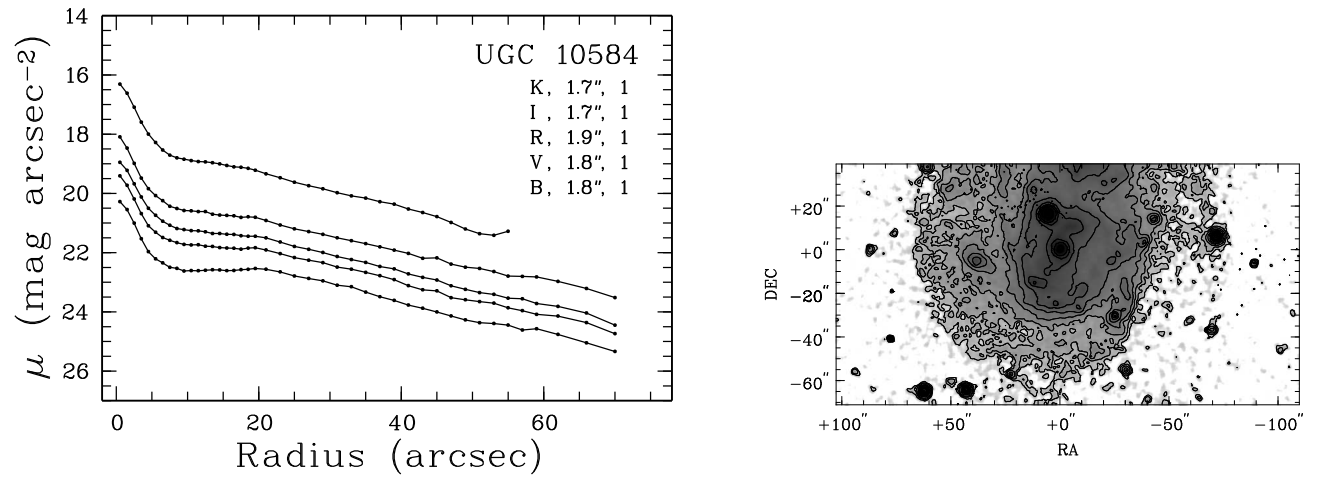 14
16
18
20
22
24
26
μ (mag arcsec−2)
UGC 10584
K, 1.7″, 1
I, 1.7″, 1
R, 1.9″, 1
V, 1.8″, 1
B, 1.8″, 1
0 20 40 60
Radius (arcsec)
+20″
+0″
−20″
−40″
−60″
DEC
+100″ +50″ +0″ −50″ −100″
RA